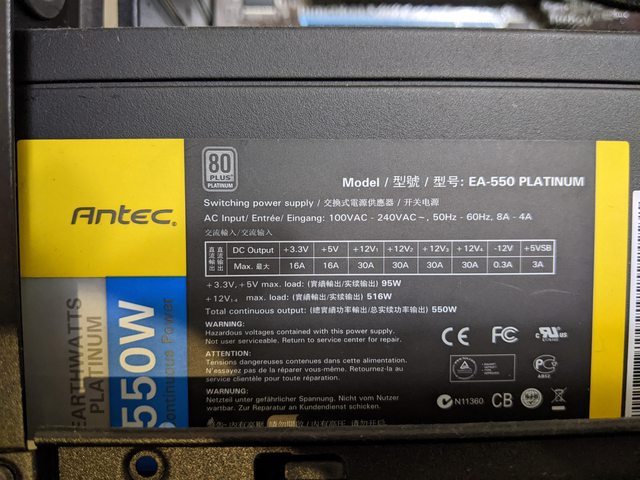 80
PLUS
PLATINUM
Model / 型號 / 型号: EA-550 PLATINUM
Antec
Switching power supply / 交換式電源供應器 / 开关电源
AC Input/ Entrée/ Eingang: 100VAC - 240VAC~, 50Hz - 60Hz, 8A - 4A
交流輸入/交流输入
直流輸出 直流输出 DC Output +3.3V +5V +12V1 +12V2 +12V3 +12V4 -12V +5VSB
Max. 最大 16A 16A 30A 30A 30A 30A 0.3A 3A
+3.3V, +5V max. load: (實續輸出/实续输出) 95W
+12V1-4 max. load: (實續輸出/实续输出) 516W
Total continuous output: (總實續功率輸出/总实续功率输出) 550W
WARNING:
Hazardous voltages contained with this power supply.
Not user serviceable. Return to service center for repair.
ATTENTION:
Tensions dangereuses contenues dans cette alimentation.
N'essayez pas de la réparer vous-même. Retournez-la au
service clientèle pour toute réparation.
WARNUNG:
Netzteil unter gefährlicher Spannung. Nicht vom Nutzer
wartbar. Zur Reparatur an Kundendienst schicken.
EARTHWATTS
PLATINUM
550W
Continuous Power
CE FC
N11360 CB